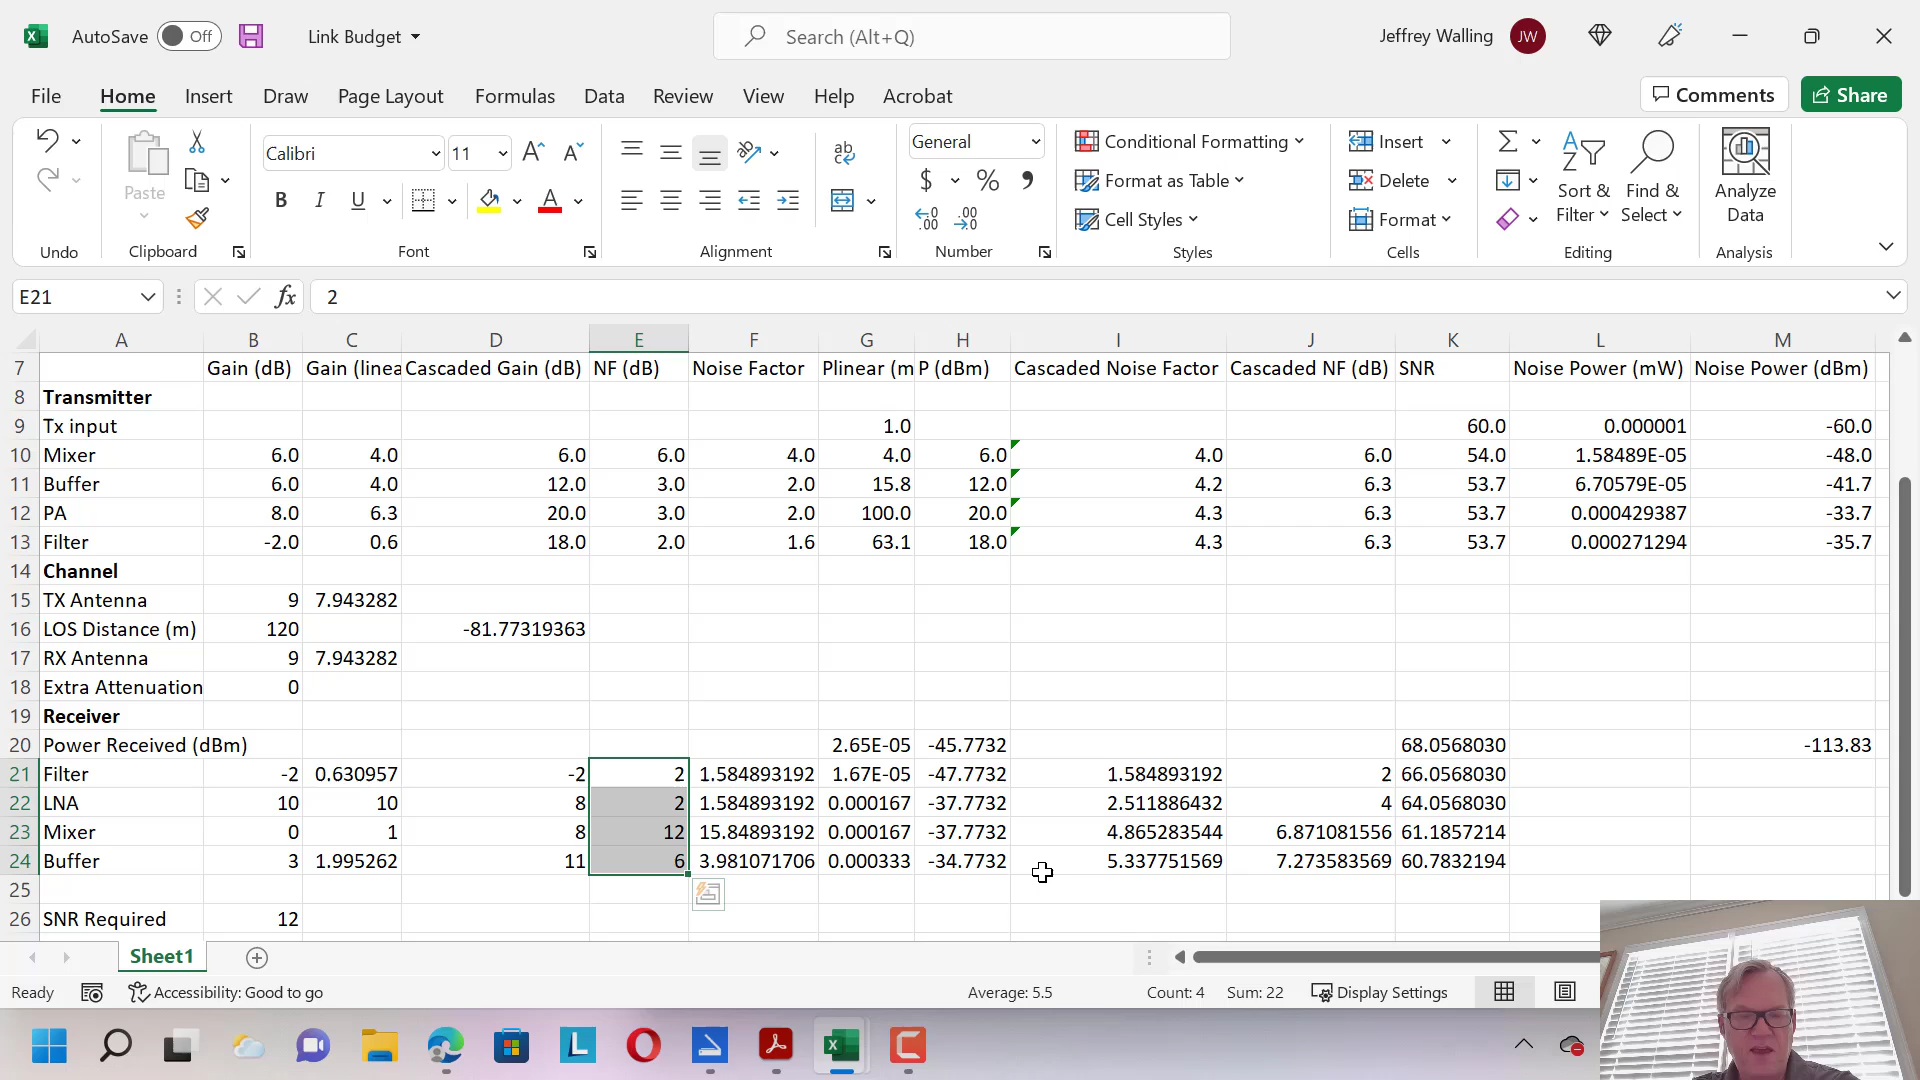 AutoSave Off Link Budget Search (Alt+Q) Jeffrey Walling JW
File Home Insert Draw Page Layout Formulas Data Review View Help Acrobat Comments Share
Paste Calibri 11 General Conditional Formatting Insert Sort & Find & Analyze
B I U Format as Table Delete Filter Select Data
Cell Styles Format
Undo Clipboard Font Alignment Number Styles Cells Editing Analysis
E21 fx 2
A B C D E F G H I J K L M
7 Gain (dB) Gain (linea Cascaded Gain (dB) NF (dB) Noise Factor Plinear (m P (dBm) Cascaded Noise Factor Cascaded NF (dB) SNR Noise Power (mW) Noise Power (dBm)
8 Transmitter
9 Tx input 1.0 60.0 0.000001 -60.0
10 Mixer 6.0 4.0 6.0 6.0 4.0 4.0 6.0 4.0 6.0 54.0 1.58489E-05 -48.0
11 Buffer 6.0 4.0 12.0 3.0 2.0 15.8 12.0 4.2 6.3 53.7 6.70579E-05 -41.7
12 PA 8.0 6.3 20.0 3.0 2.0 100.0 20.0 4.3 6.3 53.7 0.000429387 -33.7
13 Filter -2.0 0.6 18.0 2.0 1.6 63.1 18.0 4.3 6.3 53.7 0.000271294 -35.7
14 Channel
15 TX Antenna 9 7.943282
16 LOS Distance (m) 120 -81.77319363
17 RX Antenna 9 7.943282
18 Extra Attenuation 0
19 Receiver
20 Power Received (dBm) 2.65E-05 -45.7732 68.0568030 -113.83
21 Filter -2 0.630957 -2 2 1.584893192 1.67E-05 -47.7732 1.584893192 2 66.0568030
22 LNA 10 10 8 2 1.584893192 0.000167 -37.7732 2.511886432 4 64.0568030
23 Mixer 0 1 8 12 15.84893192 0.000167 -37.7732 4.865283544 6.871081556 61.1857214
24 Buffer 3 1.995262 11 6 3.981071706 0.000333 -34.7732 5.337751569 7.273583569 60.7832194
25
26 SNR Required 12
Sheet1
Ready Accessibility: Good to go Average: 5.5 Count: 4 Sum: 22 Display Settings